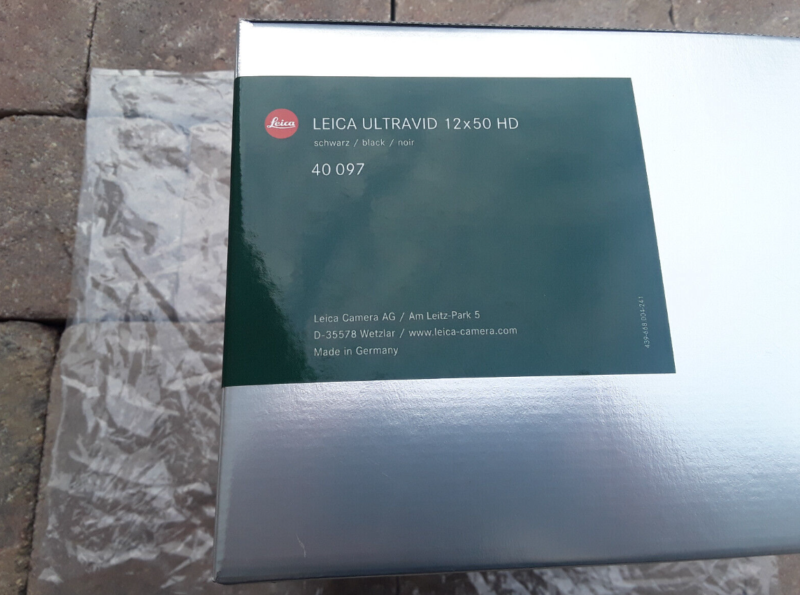 Leica
LEICA ULTRAVID 12x50 HD
schwarz / black / noir
40 097
Leica Camera AG / Am Leitz-Park 5
D-35578 Wetzlar / www.leica-camera.com
Made in Germany